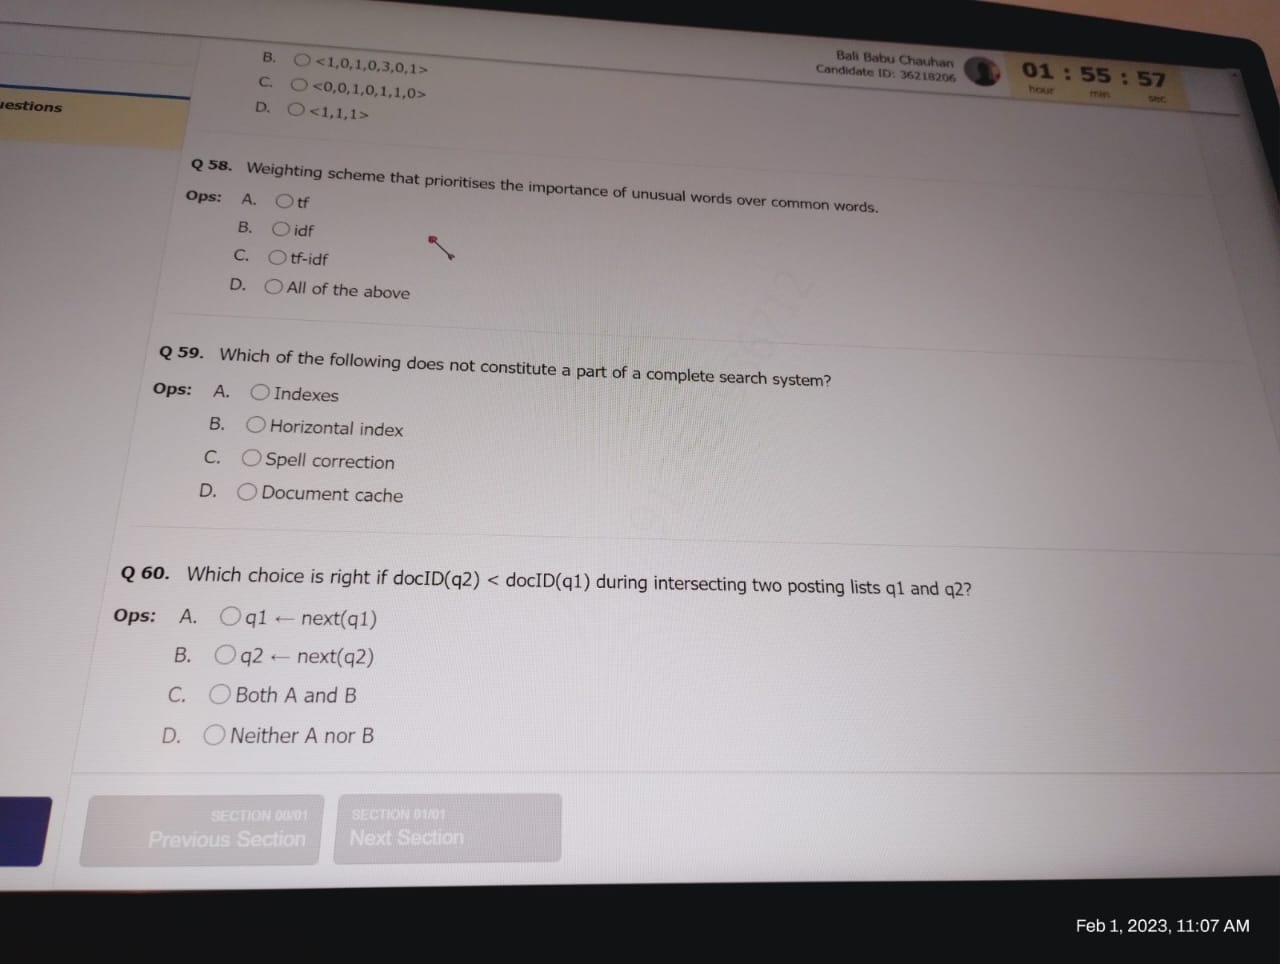 B. <1,0,1,0,3,0,1>
C. <0,0,1,0,1,1,0>
D. <1,1,1>
Bali Babu Chauhan
Candidate ID: 36218206
01 : 55 : 57
hour min sec
estions
Q 58. Weighting scheme that prioritises the importance of unusual words over common words.
Ops: A. tf
B. idf
C. tf-idf
D. All of the above
Q 59. Which of the following does not constitute a part of a complete search system?
Ops: A. Indexes
B. Horizontal index
C. Spell correction
D. Document cache
Q 60. Which choice is right if docID(q2) < docID(q1) during intersecting two posting lists q1 and q2?
Ops: A. q1 ← next(q1)
B. q2 ← next(q2)
C. Both A and B
D. Neither A nor B
SECTION 00/01
Previous Section
SECTION 01/01
Next Section
Feb 1, 2023, 11:07 AM